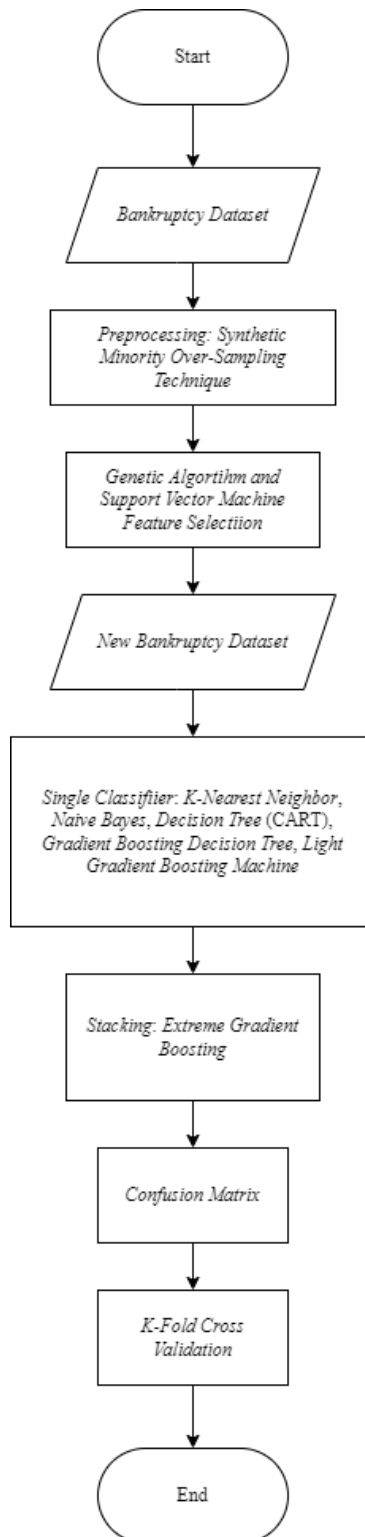 Start
Bankruptcy Dataset
Preprocessing: Synthetic
Minority Over-Sampling
Technique
Genetic Algortihm and
Support Vector Machine
Feature Selectiion
New Bankruptcy Dataset
Single Classifiier: K-Nearest Neighbor,
Naive Bayes, Decision Tree (CART),
Gradient Boosting Decision Tree, Light
Gradient Boosting Machine
Stacking: Extreme Gradient
Boosting
Confusion Matrix
K-Fold Cross
Validation
End